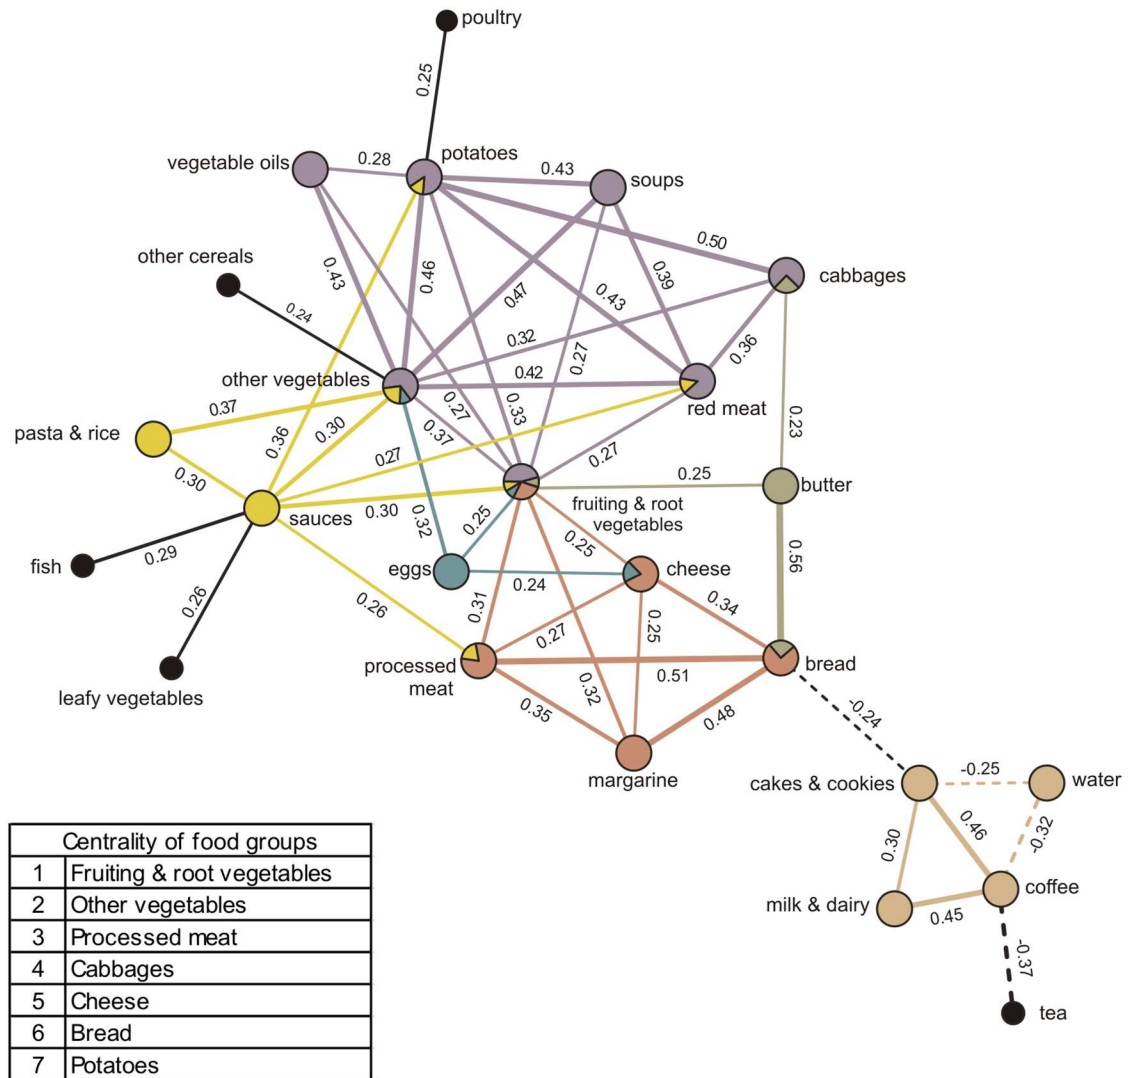 poultry
0.25
potatoes
vegetable oils
0.28
0.43
soups
0.50
other cereals
0.43
0.46
0.39
cabbages
0.47
0.43
0.24
0.32
0.36
0.27
other vegetables
0.42
red meat
0.37
0.27
0.33
pasta & rice
0.36
0.30
0.37
0.23
0.27
0.27
0.30
0.25
butter
sauces
0.30
0.32
0.25
fruiting & root
vegetables
0.29
fish
eggs
0.25
0.56
cheese
0.24
0.26
0.26
0.31
0.27
0.25
0.34
processed
meat
bread
leafy vegetables
0.51
0.32
0.35
0.48
-0.24
margarine
cakes & cookies
-0.25
water
0.46
-0.32
0.30
coffee
milk & dairy
0.45
-0.37
tea
Centrality of food groups
1 Fruiting & root vegetables
2 Other vegetables
3 Processed meat
4 Cabbages
5 Cheese
6 Bread
7 Potatoes